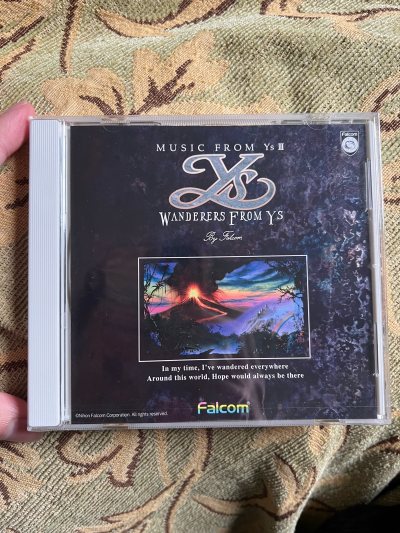 MUSIC FROM Ys III
Falcom
Ys
WANDERERS FROM YS
By Falcom
In my time, I've wandered everywhere
Around this world, Hope would always be there
Falcom
©Nihon Falcom Corporation. All rights reserved.